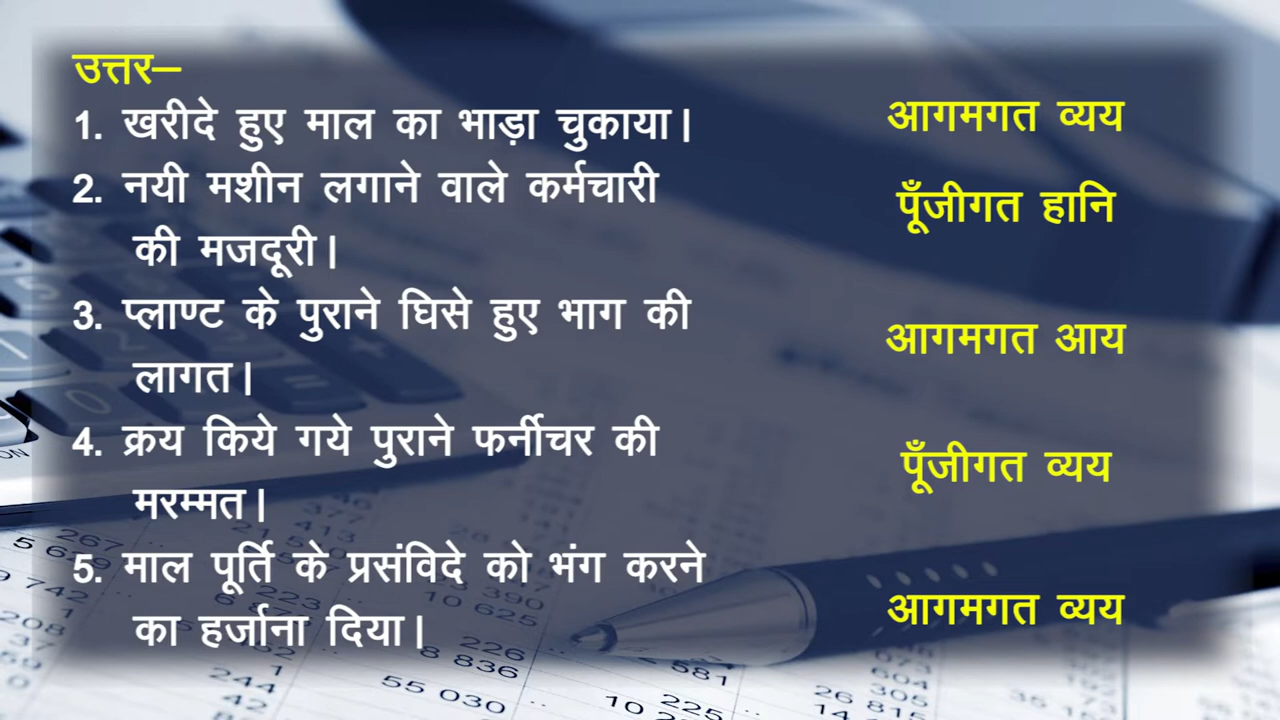 उत्तर–
1. खरीदे हुए माल का भाड़ा चुकाया। आगमगत व्यय
2. नयी मशीन लगाने वाले कर्मचारी
की मजदूरी। पूँजीगत हानि
3. प्लाण्ट के पुराने घिसे हुए भाग की
लागत। आगमगत आय
4. क्रय किये गये पुराने फर्नीचर की
मरम्मत। पूँजीगत व्यय
5. माल पूर्ति के प्रसंविदे को भंग करने
का हर्जाना दिया। आगमगत व्यय